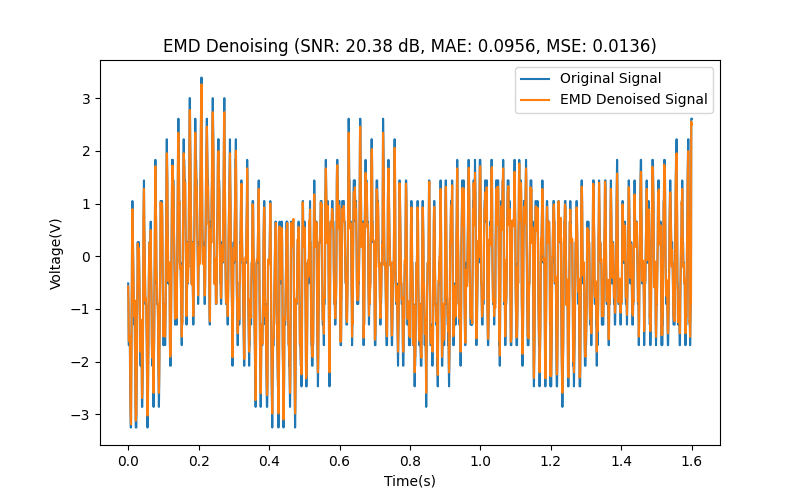 EMD Denoising (SNR: 20.38 dB, MAE: 0.0956, MSE: 0.0136)
Original Signal
EMD Denoised Signal
Voltage(V)
3
2
1
0
−1
−2
−3
0.0 0.2 0.4 0.6 0.8 1.0 1.2 1.4 1.6
Time(s)